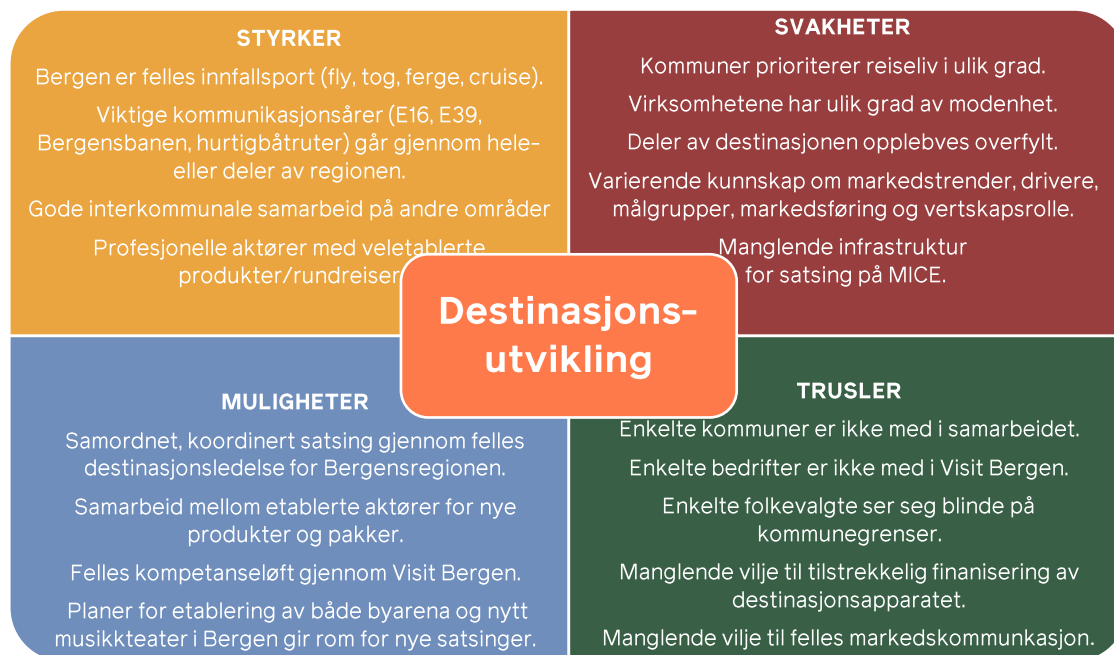 STYRKER
Bergen er felles innfallsport (fly, tog, ferge, cruise).
Viktige kommunikasjonsårer (E16, E39,
Bergensbanen, hurtigbåtruter) går gjennom hele-
eller deler av regionen.
Gode interkommunale samarbeid på andre områder
Profesjonelle aktører med veletablerte
produkter/rundreiser
SVAKHETER
Kommuner prioriterer reiseliv i ulik grad.
Virksomhetene har ulik grad av modenhet.
Deler av destinasjonen opplebves overfylt.
Varierende kunnskap om markedstrender, drivere,
målgrupper, markedsføring og vertskapsrolle.
Manglende infrastruktur
for satsing på MICE.
Destinasjons-
utvikling
MULIGHETER
Samordnet, koordinert satsing gjennom felles
destinasjonsledelse for Bergensregionen.
Samarbeid mellom etablerte aktører for nye
produkter og pakker.
Felles kompetanseløft gjennom Visit Bergen.
Planer for etablering av både byarena og nytt
musikkteater i Bergen gir rom for nye satsinger.
TRUSLER
Enkelte kommuner er ikke med i samarbeidet.
Enkelte bedrifter er ikke med i Visit Bergen.
Enkelte folkevalgte ser seg blinde på
kommunegrenser.
Manglende vilje til tilstrekkelig finanisering av
destinasjonsapparatet.
Manglende vilje til felles markedskommunkasjon.